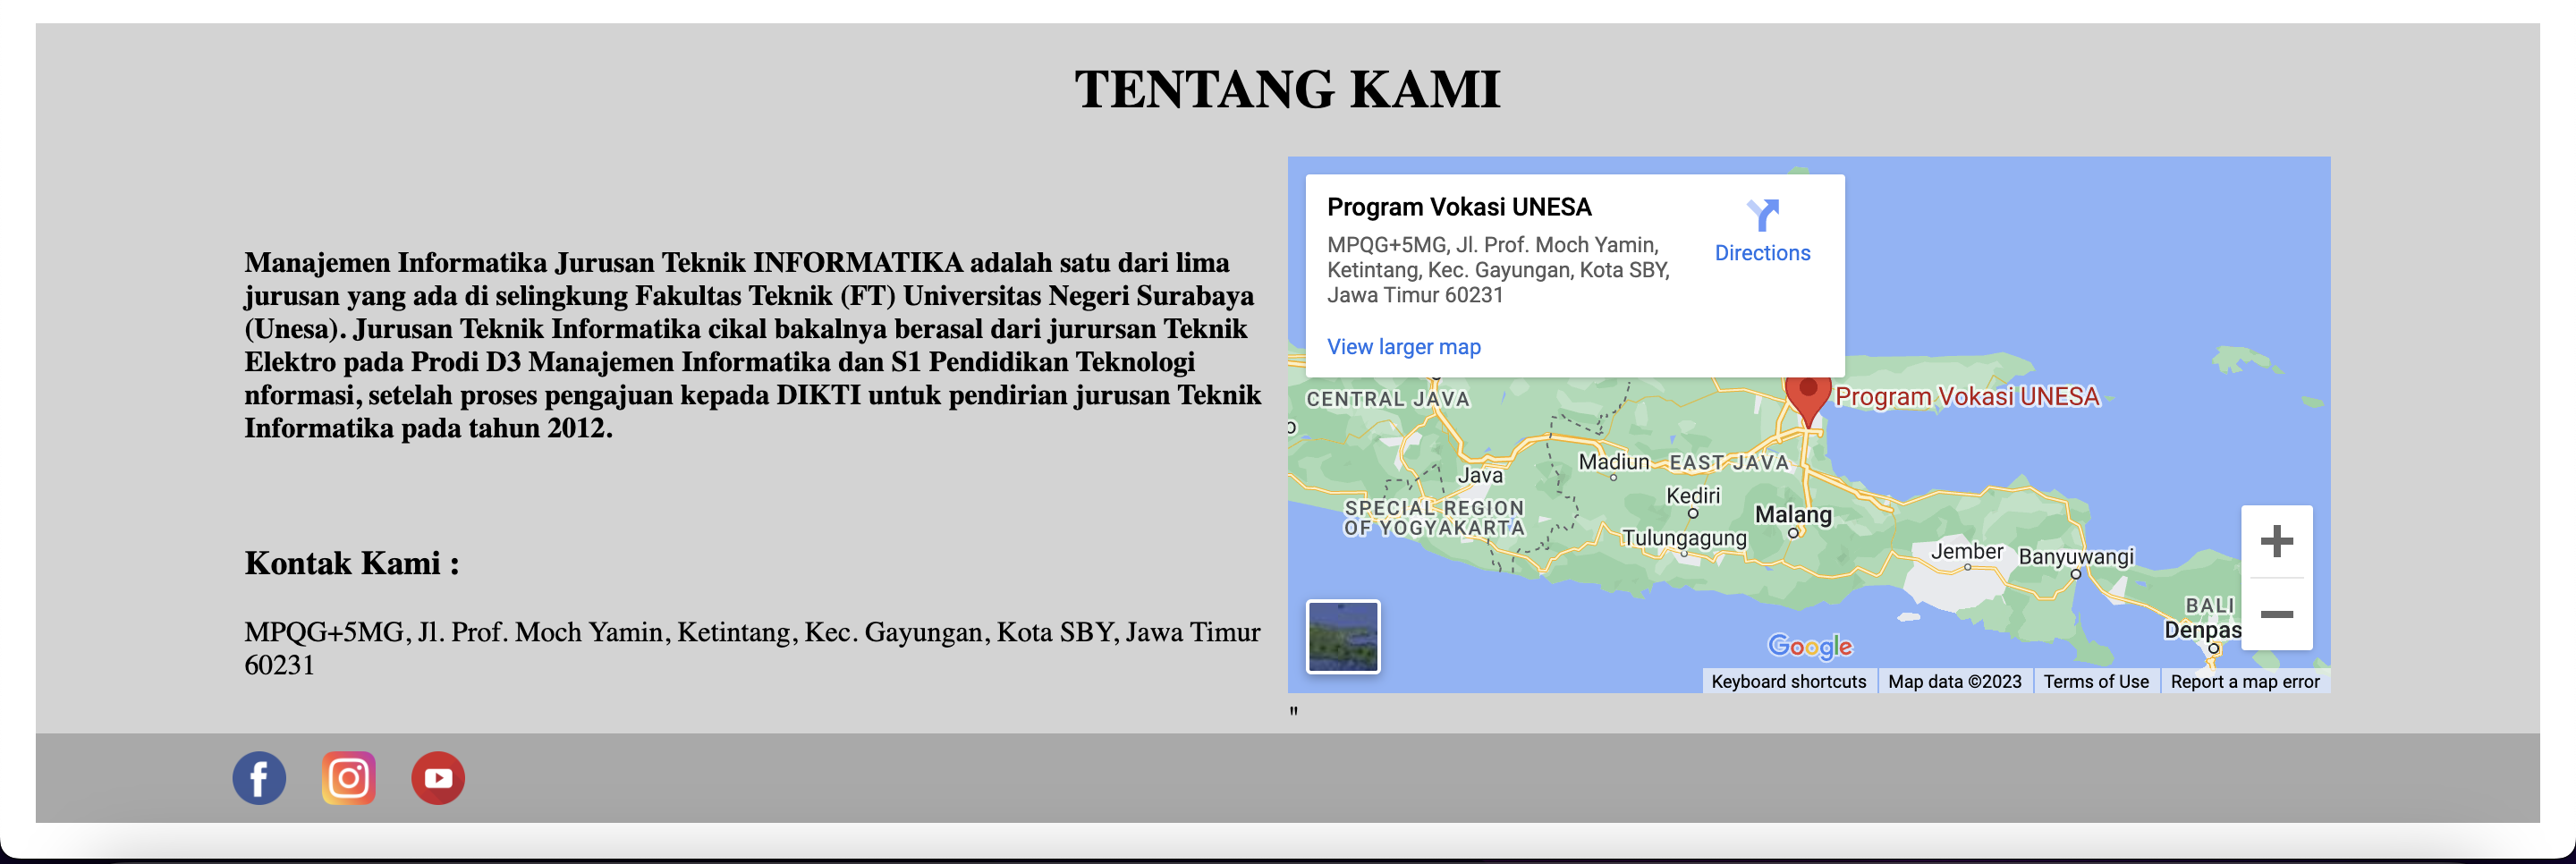 TENTANG KAMI
Manajemen Informatika Jurusan Teknik INFORMATIKA adalah satu dari lima
jurusan yang ada di selingkung Fakultas Teknik (FT) Universitas Negeri Surabaya
(Unesa). Jurusan Teknik Informatika cikal bakalnya berasal dari jurursan Teknik
Elektro pada Prodi D3 Manajemen Informatika dan S1 Pendidikan Teknologi
nformasi, setelah proses pengajuan kepada DIKTI untuk pendirian jurusan Teknik
Informatika pada tahun 2012.
Kontak Kami :
MPQG+5MG, Jl. Prof. Moch Yamin, Ketintang, Kec. Gayungan, Kota SBY, Jawa Timur
60231
Program Vokasi UNESA
MPQG+5MG, Jl. Prof. Moch Yamin,
Ketintang, Kec. Gayungan, Kota SBY,
Jawa Timur 60231
Directions
View larger map
CENTRAL JAVA
Program Vokasi UNESA
o
Java
Madiun
EAST JAVA
Kediri
SPECIAL REGION
OF YOGYAKARTA
Malang
Tulungagung
Jember
Banyuwangi
BALI
Denpas
Google
Keyboard shortcuts
Map data ©2023
Terms of Use
Report a map error
"